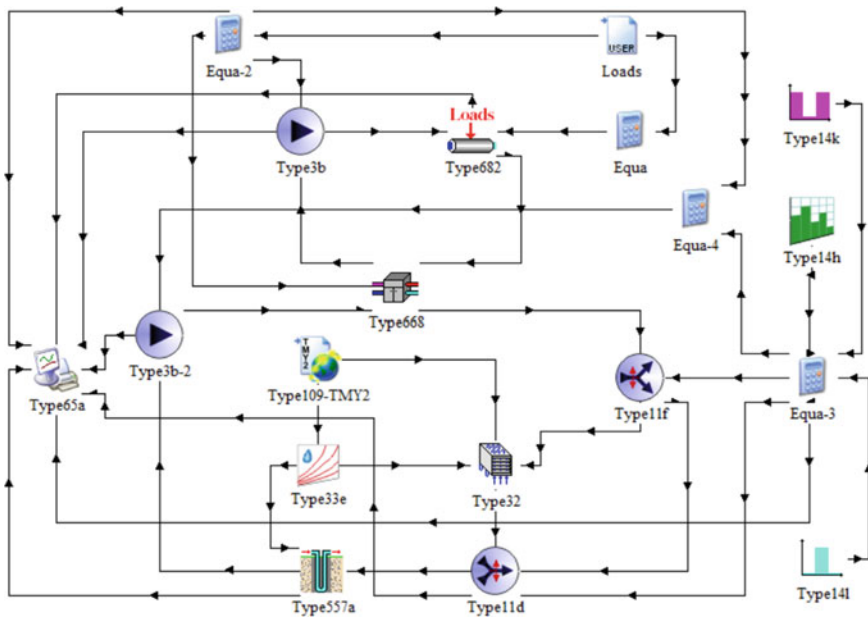 USER
Equa-2
Loads
Loads
Type14k
Type3b
Type682
Equa
Equa-4
Type14h
Type668
TMY2
Type3b-2
Type109-TMY2
Type65a
Type11f
Equa-3
Type33e
Type32
Type557a
Type11d
Type14l